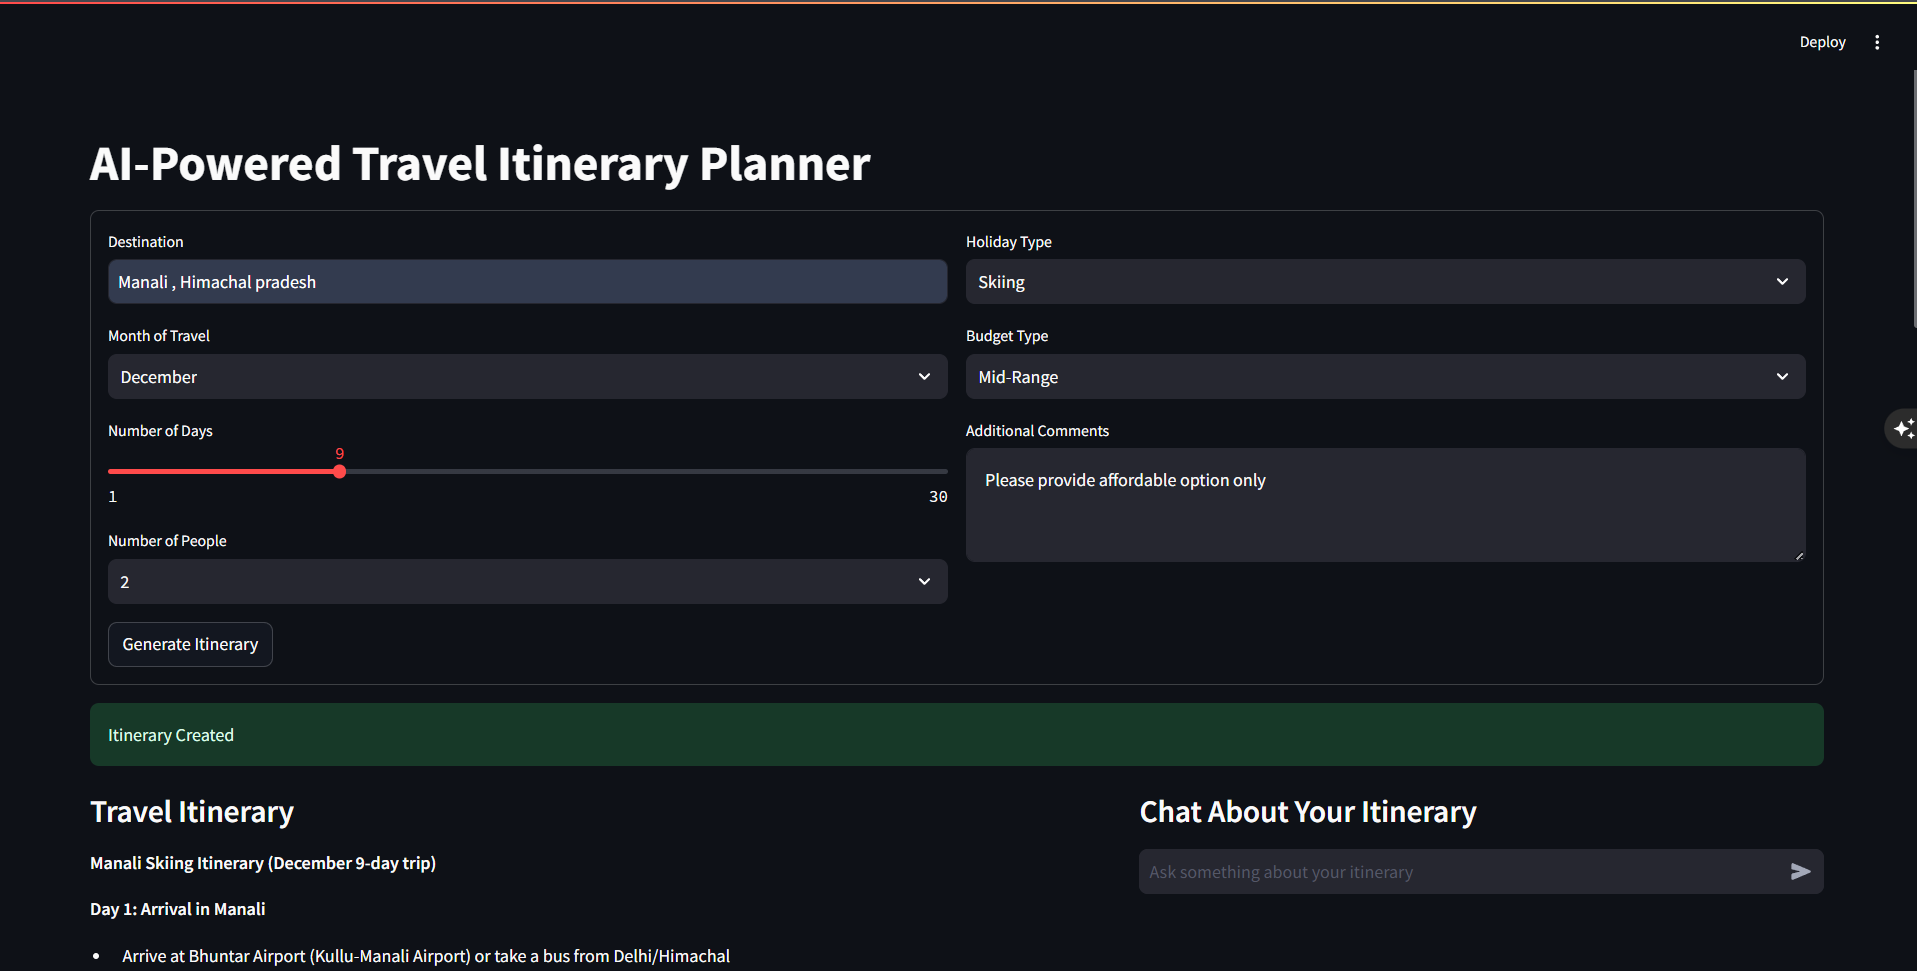 Deploy
AI-Powered Travel Itinerary Planner
Destination
Manali , Himachal pradesh
Holiday Type
Skiing
Month of Travel
December
Budget Type
Mid-Range
Number of Days
9
1
30
Additional Comments
Please provide affordable option only
Number of People
2
Generate Itinerary
Itinerary Created
Travel Itinerary
Manali Skiing Itinerary (December 9-day trip)
Day 1: Arrival in Manali
• Arrive at Bhuntar Airport (Kullu-Manali Airport) or take a bus from Delhi/Himachal
Chat About Your Itinerary
Ask something about your itinerary